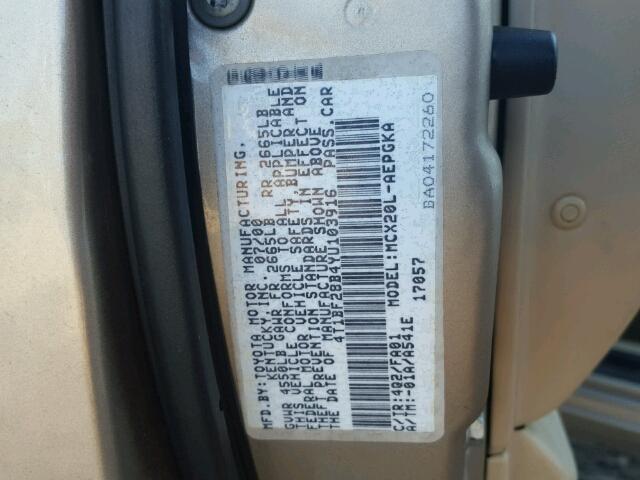 MFD.BY:TOYOTA MOTOR MANUFACTURING,
KENTUCKY,INC. 07/00
GVWR 4550LB GAWR FR 2665LB RR 2665LB
THIS VEHICLE CONFORMS TO ALL APPLICABLE
FEDERAL MOTOR VEHICLE SAFETY, BUMPER AND
THEFT PREVENTION STANDARDS IN EFFECT ON
THE DATE OF MANUFACTURE SHOWN ABOVE.
4T1BF28B4YU103916 PASS.CAR
C/TR:4Q2/FA01 MODEL:MCX20L-AEPGKA
A/TM:-01A/A541E 17057
BA04172260